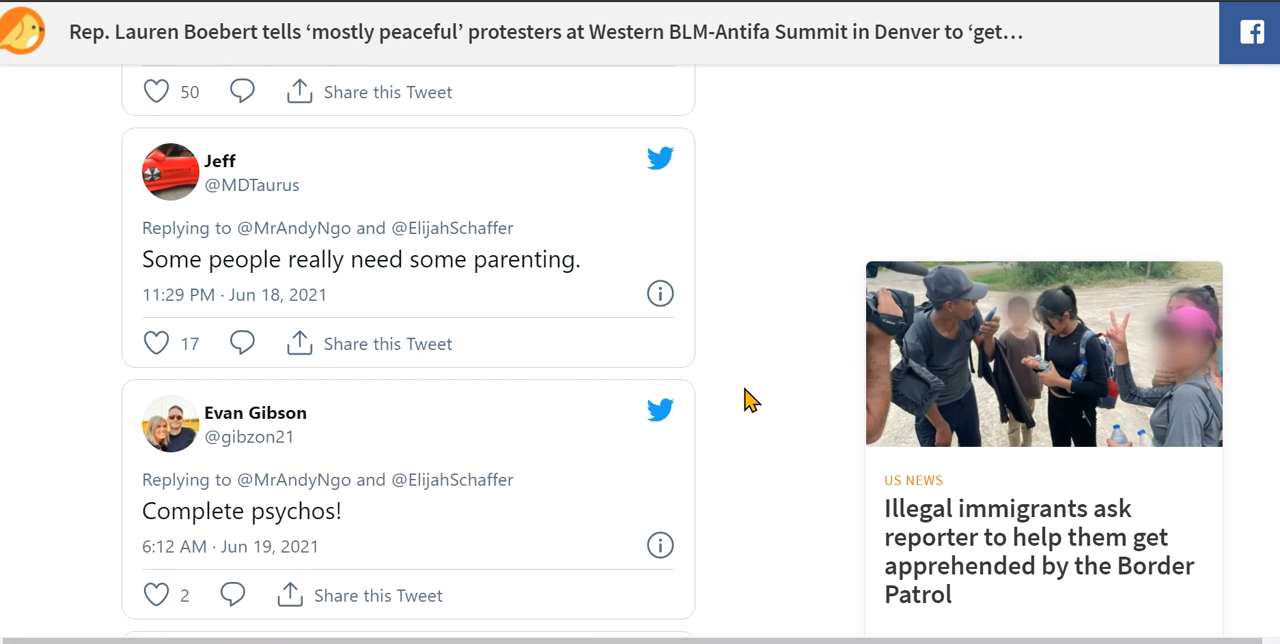 Rep. Lauren Boebert tells ‘mostly peaceful’ protesters at Western BLM-Antifa Summit in Denver to ‘get…
50
Share this Tweet
Jeff
@MDTaurus
Replying to @MrAndyNgo and @ElijahSchaffer
Some people really need some parenting.
11:29 PM · Jun 18, 2021
17
Share this Tweet
Evan Gibson
@gibzon21
Replying to @MrAndyNgo and @ElijahSchaffer
Complete psychos!
6:12 AM · Jun 19, 2021
2
Share this Tweet
US NEWS
Illegal immigrants ask
reporter to help them get
apprehended by the Border
Patrol